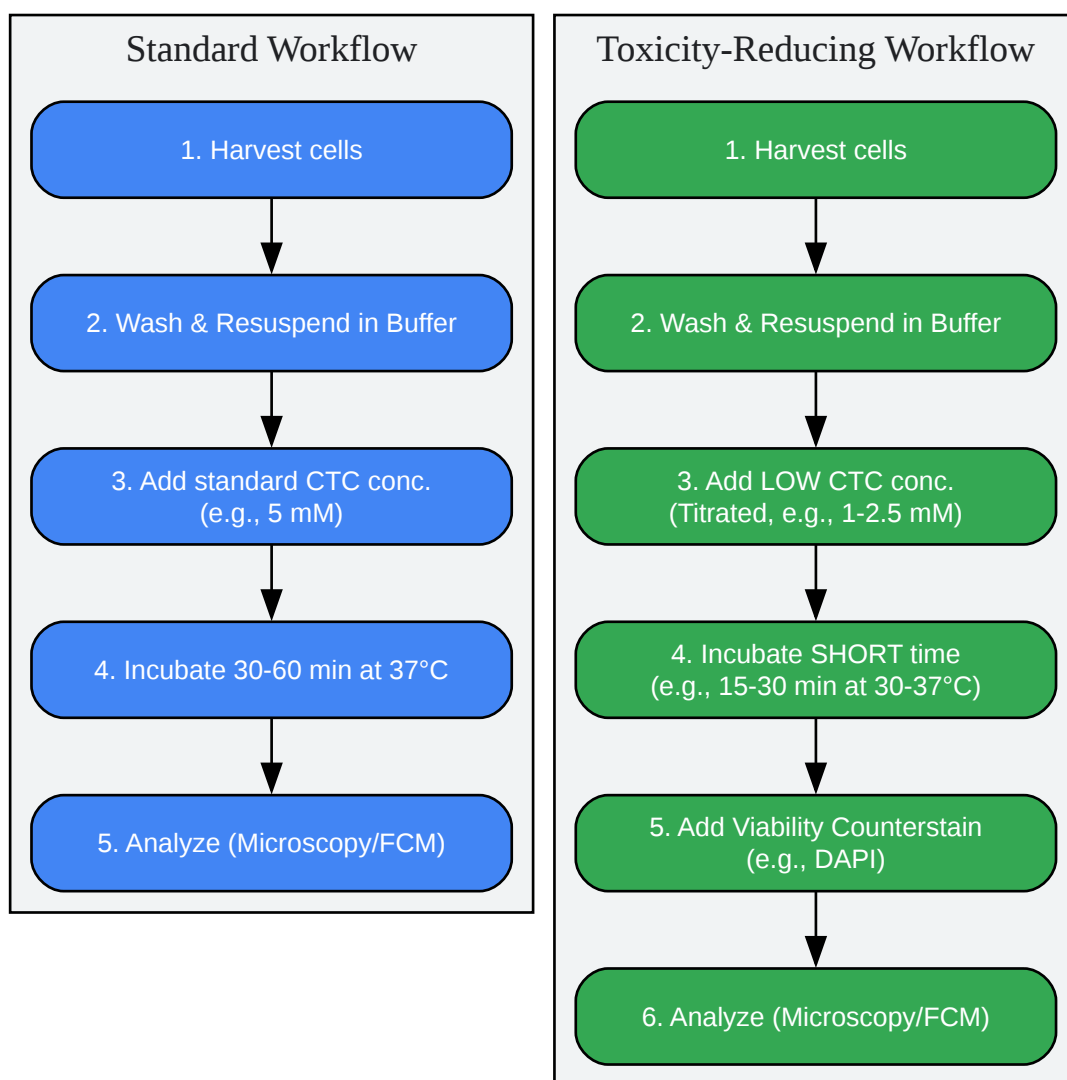 Standard Workflow
1. Harvest cells
2. Wash & Resuspend in Buffer
3. Add standard CTC conc.
(e.g., 5 mM)
4. Incubate 30-60 min at 37°C
5. Analyze (Microscopy/FCM)
Toxicity-Reducing Workflow
1. Harvest cells
2. Wash & Resuspend in Buffer
3. Add LOW CTC conc.
(Titrated, e.g., 1-2.5 mM)
4. Incubate SHORT time
(e.g., 15-30 min at 30-37°C)
5. Add Viability Counterstain
(e.g., DAPI)
6. Analyze (Microscopy/FCM)